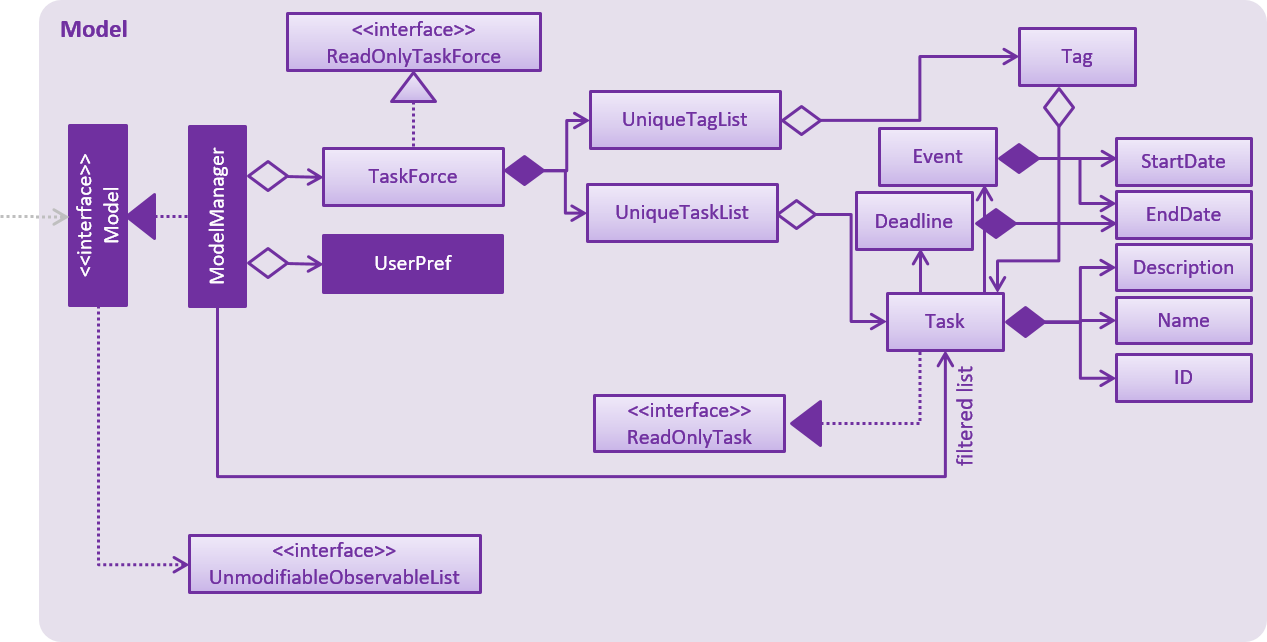 Model
<<interface>>
ReadOnlyTaskForce
Tag
UniqueTagList
Event
StartDate
<<interface>>
Model
ModelManager
TaskForce
UniqueTaskList
Deadline
EndDate
UserPref
Description
Task
Name
ID
<<interface>>
ReadOnlyTask
filtered list
<<interface>>
UnmodifiableObservableList